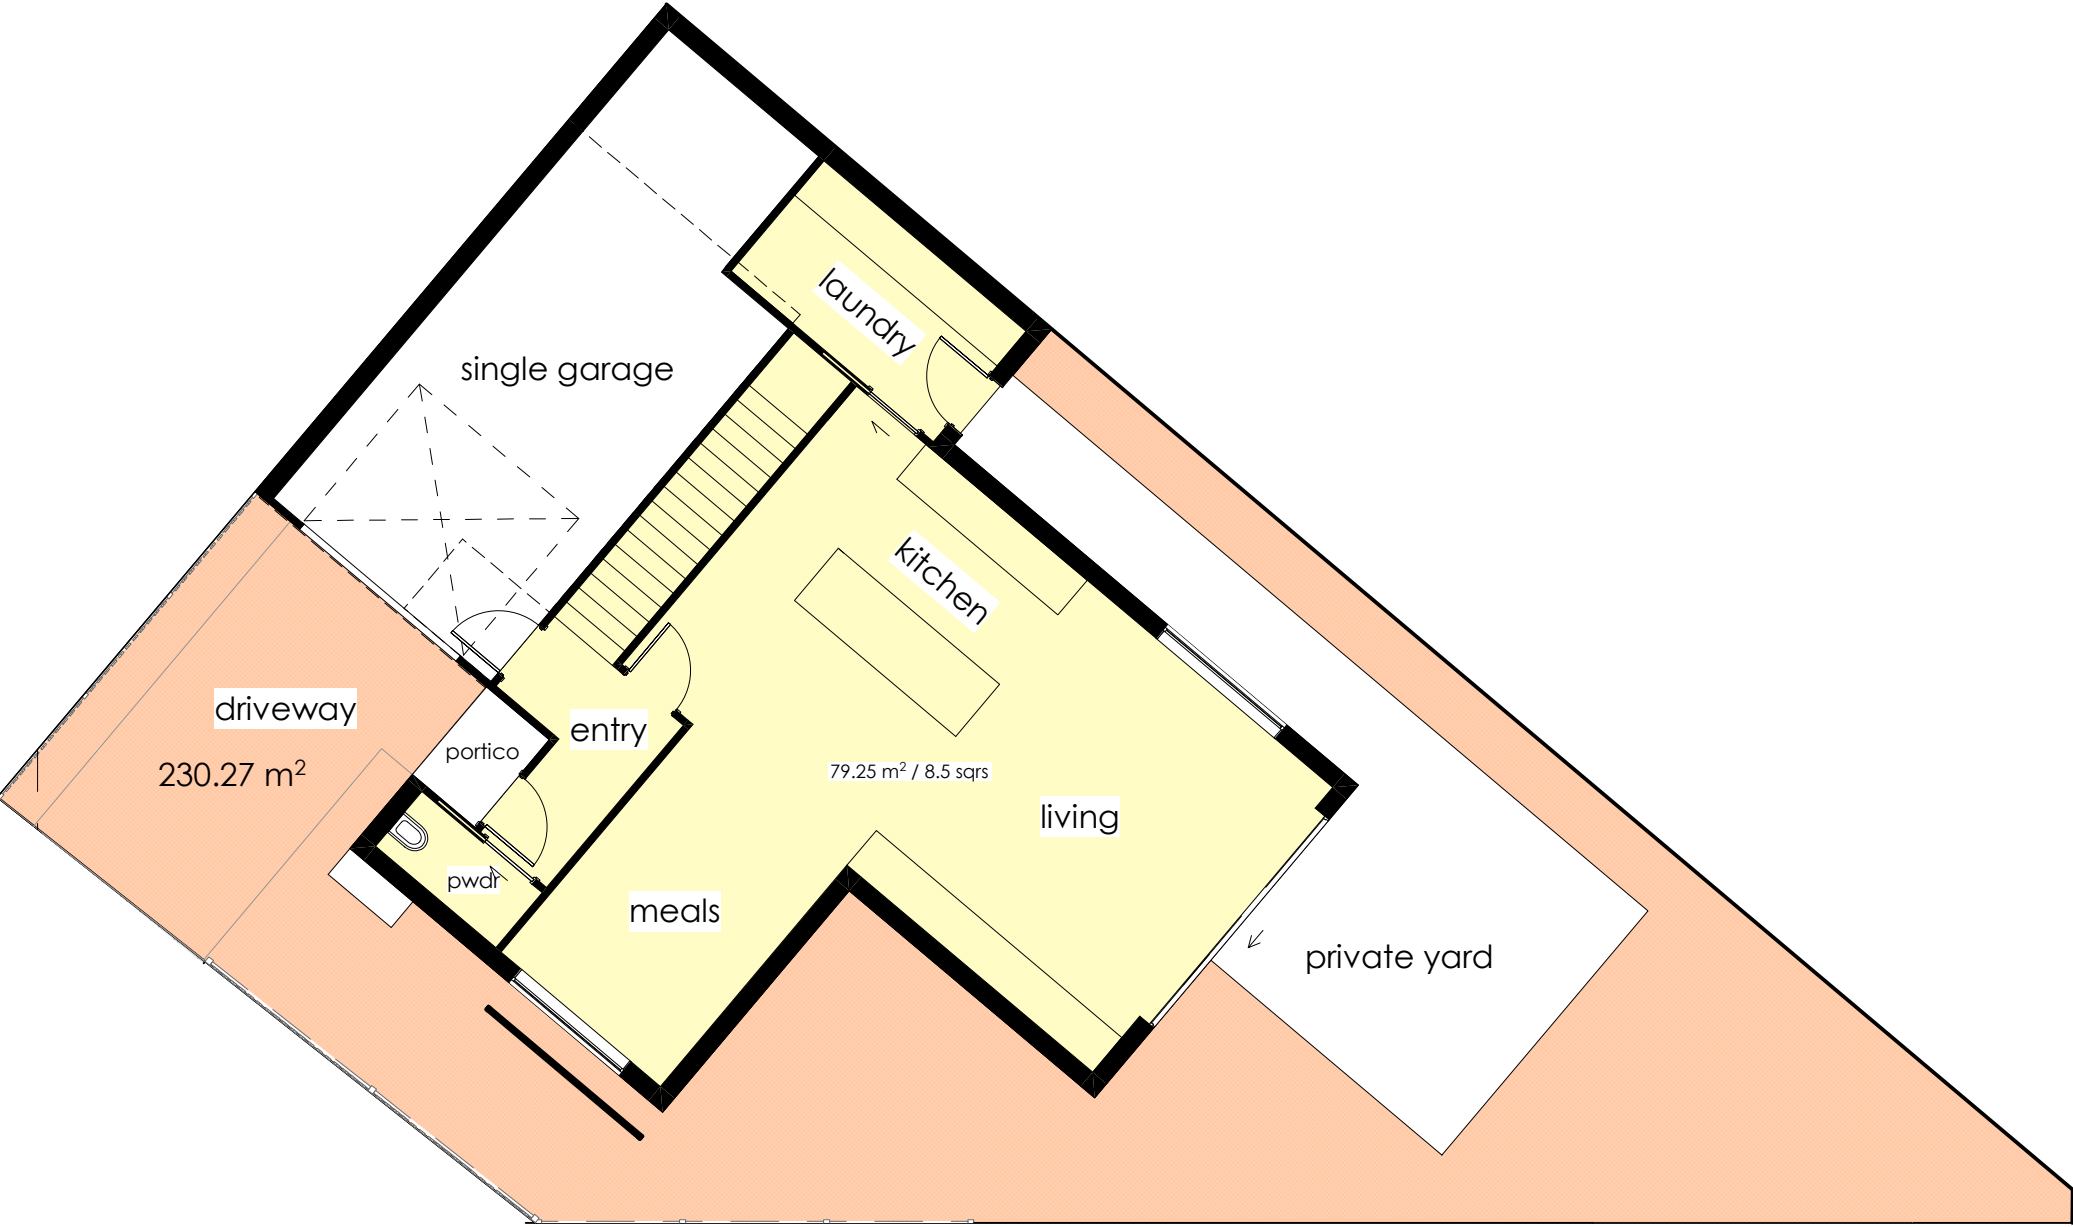 laundry
single garage
kitchen
driveway
entry
portico
230.27 m²
79.25 m² / 8.5 sqrs
living
pwdr
meals
private yard